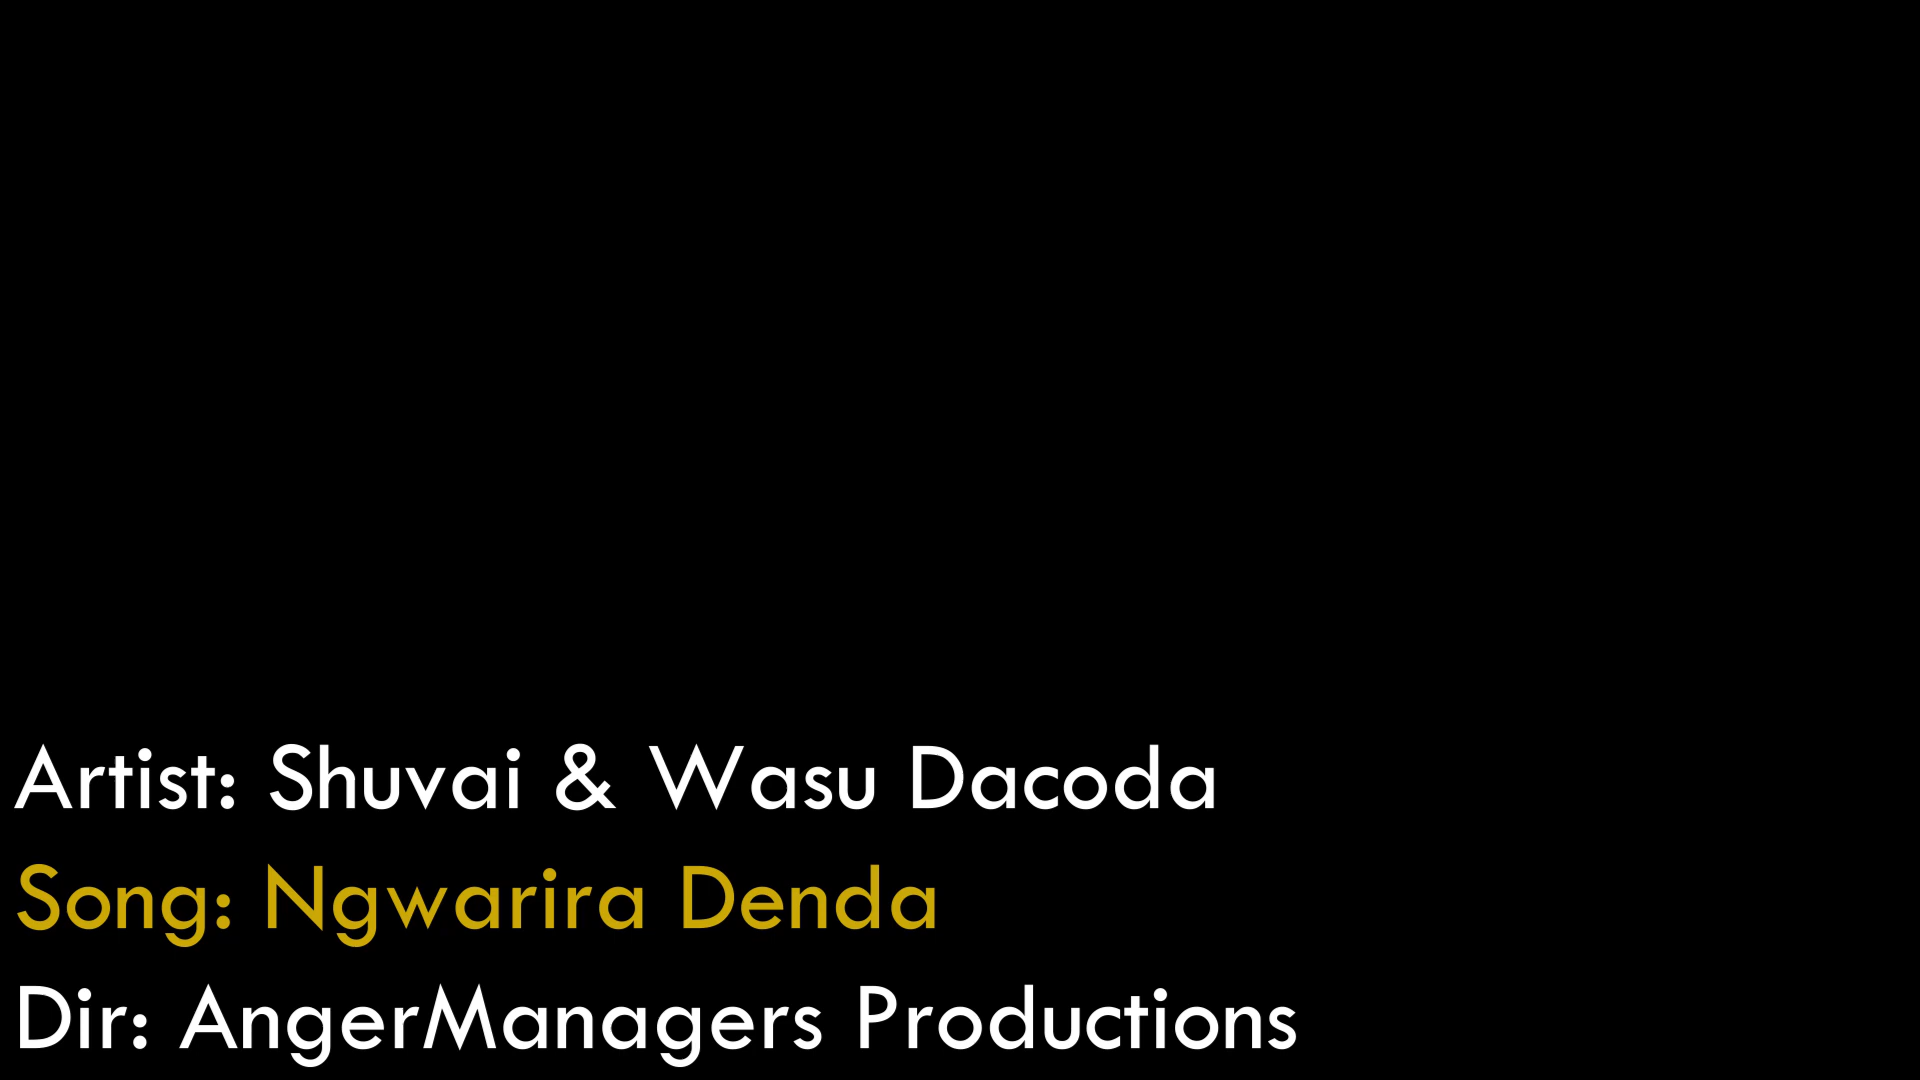 Artist: Shuvai & Wasu Dacoda
Song: Ngwarira Denda
Dir: AngerManagers Productions